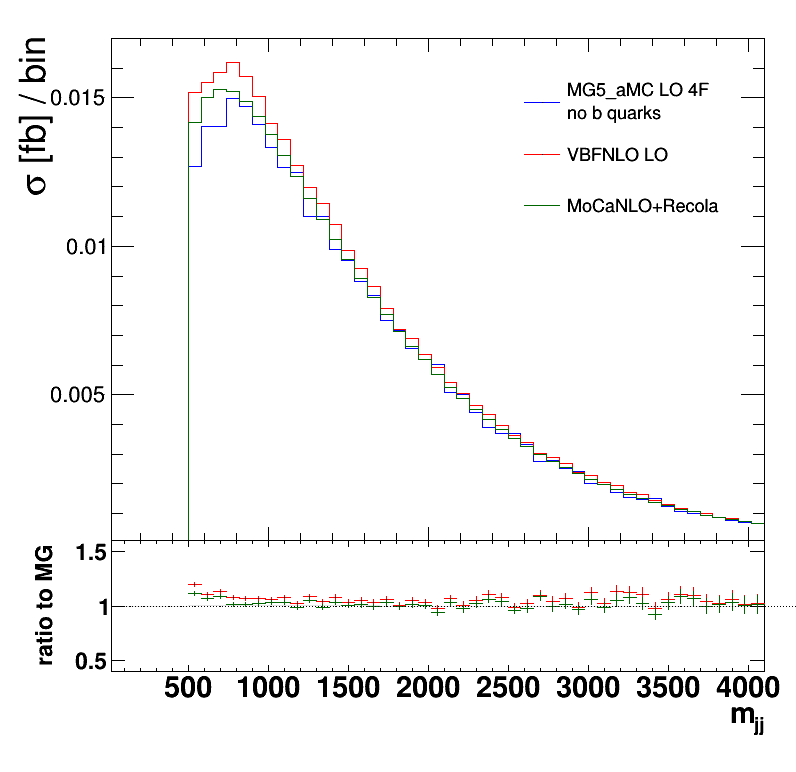 σ [fb] / bin
0.015
0.01
0.005
MG5_aMC LO 4F
no b quarks
VBFNLO LO
MoCaNLO+Recola
ratio to MG
1.5
1
0.5
500 1000 1500 2000 2500 3000 3500 4000
m_jj